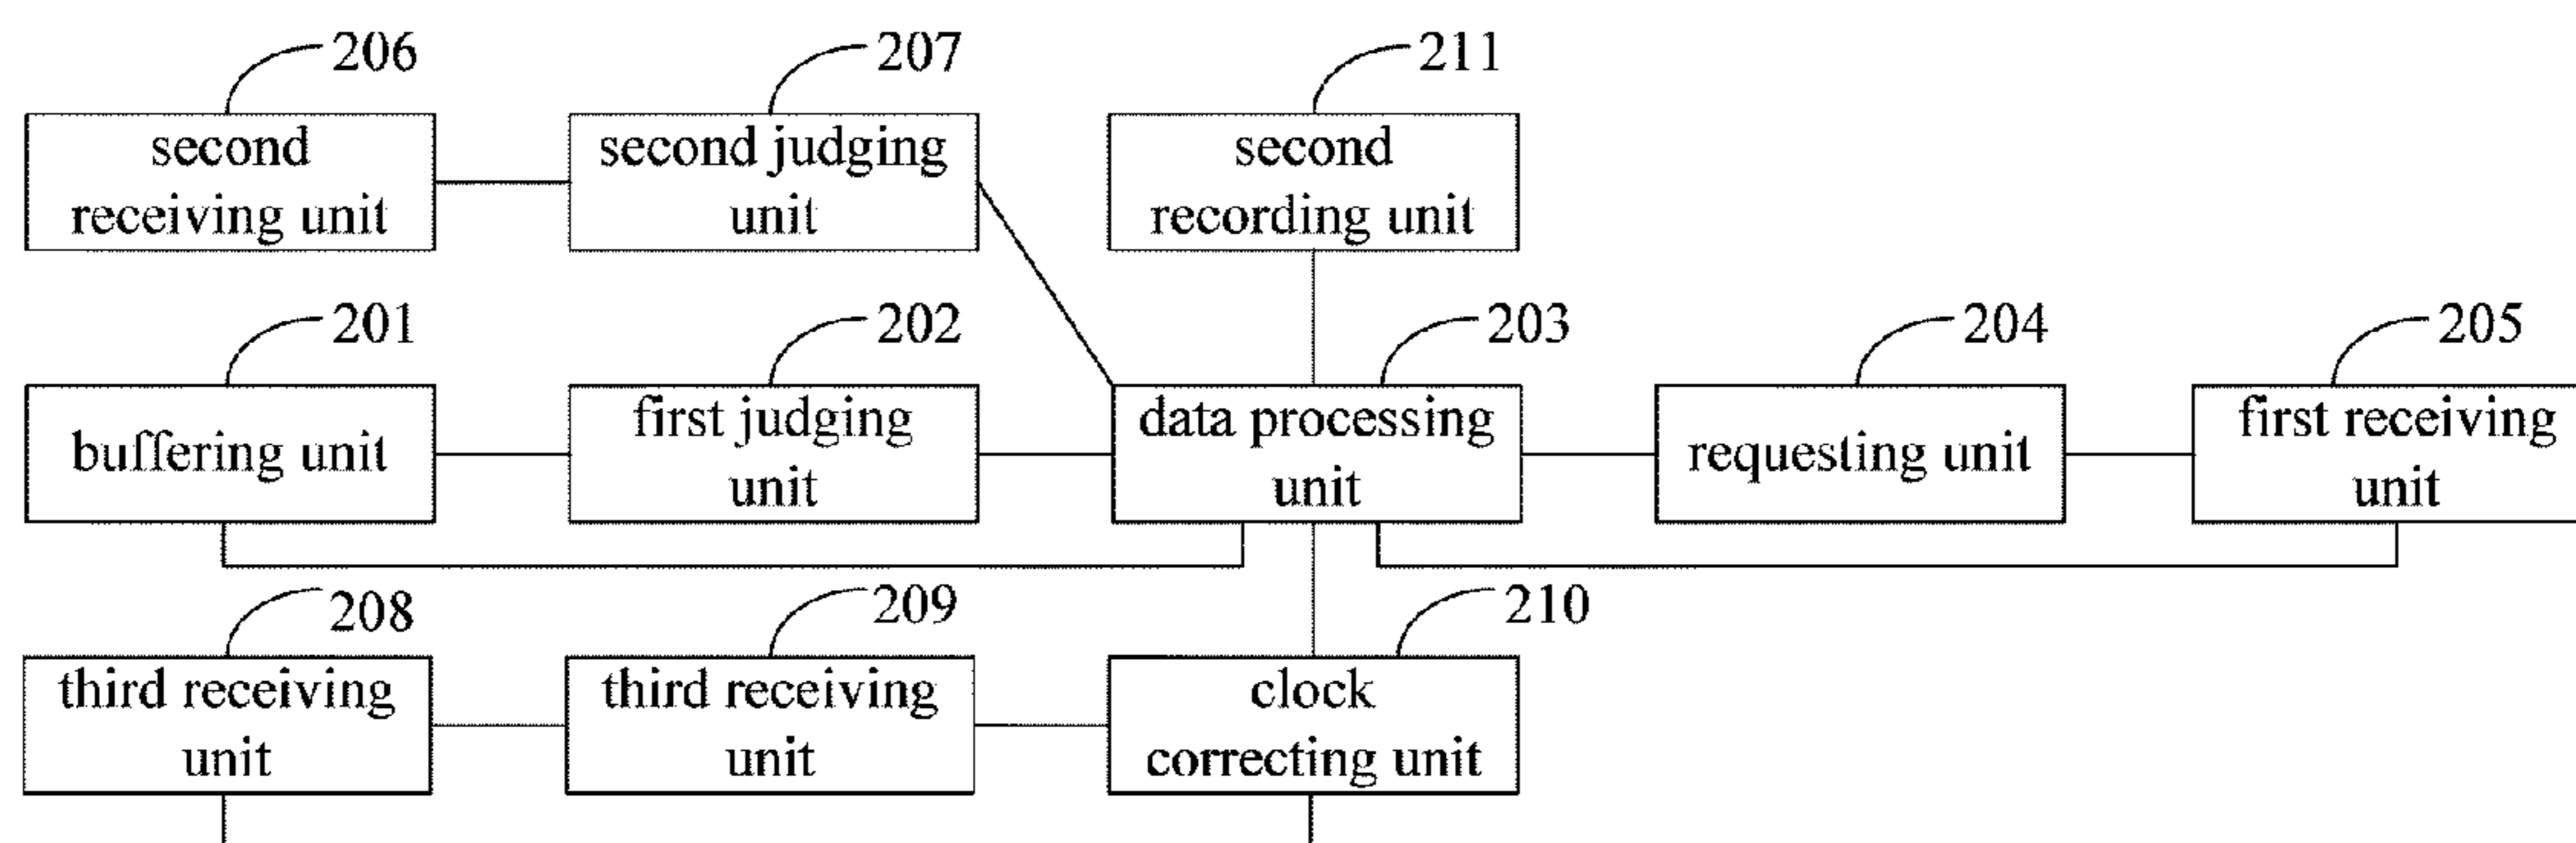 206
207
211
second
receiving unit
second judging
unit
second
recording unit
201
202
203
204
205
buffering unit
first judging
unit
data processing
unit
requesting unit
first receiving
unit
208
209
210
third receiving
unit
third receiving
unit
clock
correcting unit